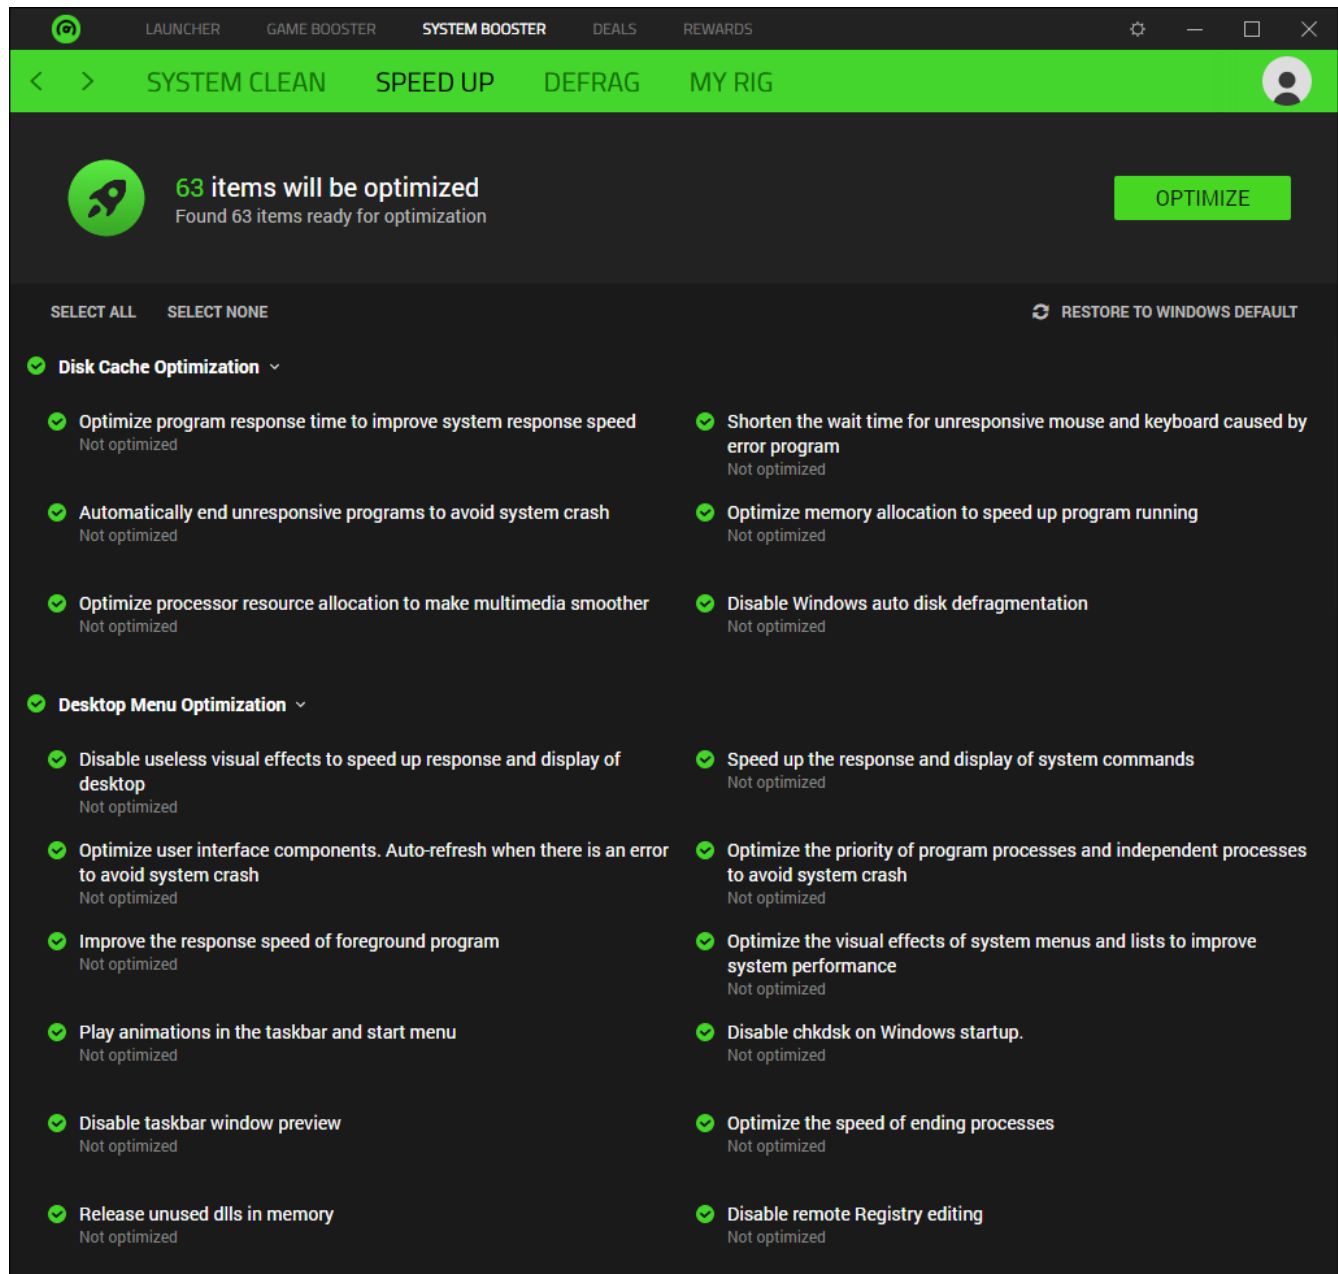 LAUNCHER GAME BOOSTER SYSTEM BOOSTER DEALS REWARDS
SYSTEM CLEAN SPEED UP DEFRAG MY RIG
63 items will be optimized
Found 63 items ready for optimization
OPTIMIZE
SELECT ALL SELECT NONE RESTORE TO WINDOWS DEFAULT
Disk Cache Optimization
Optimize program response time to improve system response speed
Not optimized
Shorten the wait time for unresponsive mouse and keyboard caused by
error program
Not optimized
Automatically end unresponsive programs to avoid system crash
Not optimized
Optimize memory allocation to speed up program running
Not optimized
Optimize processor resource allocation to make multimedia smoother
Not optimized
Disable Windows auto disk defragmentation
Not optimized
Desktop Menu Optimization
Disable useless visual effects to speed up response and display of
desktop
Not optimized
Speed up the response and display of system commands
Not optimized
Optimize user interface components. Auto-refresh when there is an error
to avoid system crash
Not optimized
Optimize the priority of program processes and independent processes
to avoid system crash
Not optimized
Improve the response speed of foreground program
Not optimized
Optimize the visual effects of system menus and lists to improve
system performance
Not optimized
Play animations in the taskbar and start menu
Not optimized
Disable chkdsk on Windows startup.
Not optimized
Disable taskbar window preview
Not optimized
Optimize the speed of ending processes
Not optimized
Release unused dlls in memory
Not optimized
Disable remote Registry editing
Not optimized